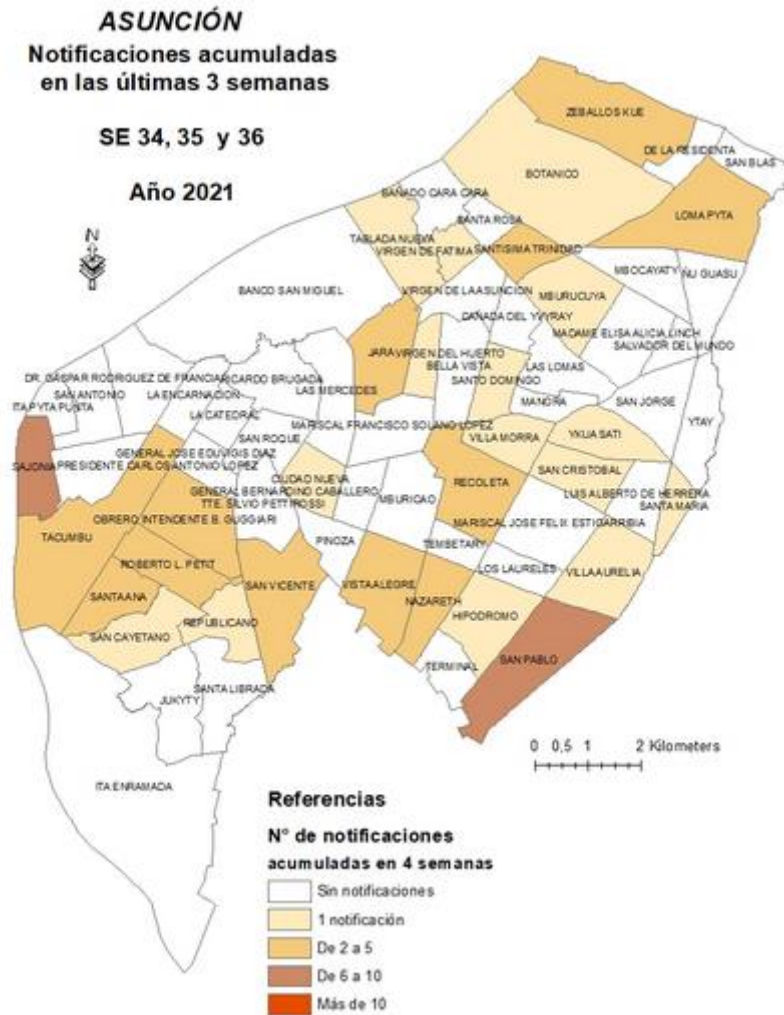 ASUNCIÓN
Notificaciones acumuladas
en las últimas 3 semanas
SE 34, 35 y 36
Año 2021
N
ZEBALLOS KUE
DE LA RESIDENTA
SAN BLAS
BOTANICO
BAÑADO CARA CARA
LOMA PYTA
SANTA ROSA
TABLADA NUEVA
VIRGEN DE FATIMA
SANTISIMA TRINIDAD
MBOCAYATY
ÑU GUASU
BANCO SAN MIGUEL
VIRGEN DE LA ASUNCION
MBURUCUYA
CAÑADA DEL YVYRAY
MADAME ELISA ALICIA LINCH
SALVADOR DEL MUNDO
JARA
VIRGEN DEL HUERTO
BELLA VISTA
LAS LOMAS
DR. GASPAR RODRIGUEZ DE FRANCIA
RICARDO BRUGADA
LAS MERCEDES
SANTO DOMINGO
SAN ANTONIO
LA ENCARNACION
MANORA
SAN JORGE
ITA PYTA PUNTA
LA CATEDRAL
MARISCAL FRANCISCO SOLANO LOPEZ
YTAY
SAN ROQUE
VILLA MORRA
YKUA SATI
GENERAL JOSE EDUVIGIS DIAZ
SAJONIA
PRESIDENTE CARLOS ANTONIO LOPEZ
CIUDAD NUEVA
RECOLETA
SAN CRISTOBAL
GENERAL BERNARDINO CABALLERO
MBURICAO
LUIS ALBERTO DE HERRERA
TTE. SILVIO PETTIROSSI
SANTA MARIA
OBRERO INTENDENTE B. GUGGIARI
MARISCAL JOSE FELIX ESTIGARRIBIA
TACUMBU
PINOZA
TEMBETARY
ROBERTO L. PETIT
LOS LAURELES
VILLA AURELIA
SANTA ANA
SAN VICENTE
VISTA ALEGRE
NAZARETH
HIPODROMO
REPUBLICANO
SAN CAYETANO
SAN PABLO
TERMINAL
SANTA LIBRADA
JUKYTY
ITA ENRAMADA
0 0,5 1 2 Kilometers
Referencias
N° de notificaciones
acumuladas en 4 semanas
Sin notificaciones
1 notificación
De 2 a 5
De 6 a 10
Más de 10